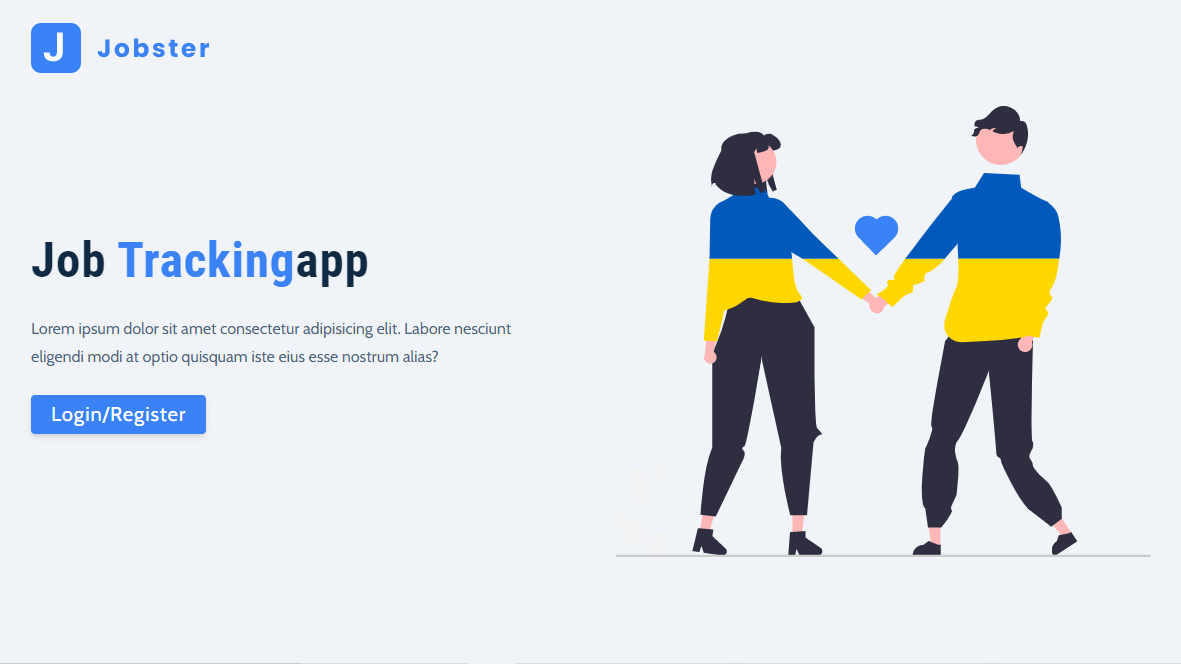 J Jobster
Job Trackingapp
Lorem ipsum dolor sit amet consectetur adipisicing elit. Labore nesciunt
eligendi modi at optio quisquam iste eius esse nostrum alias?
Login/Register